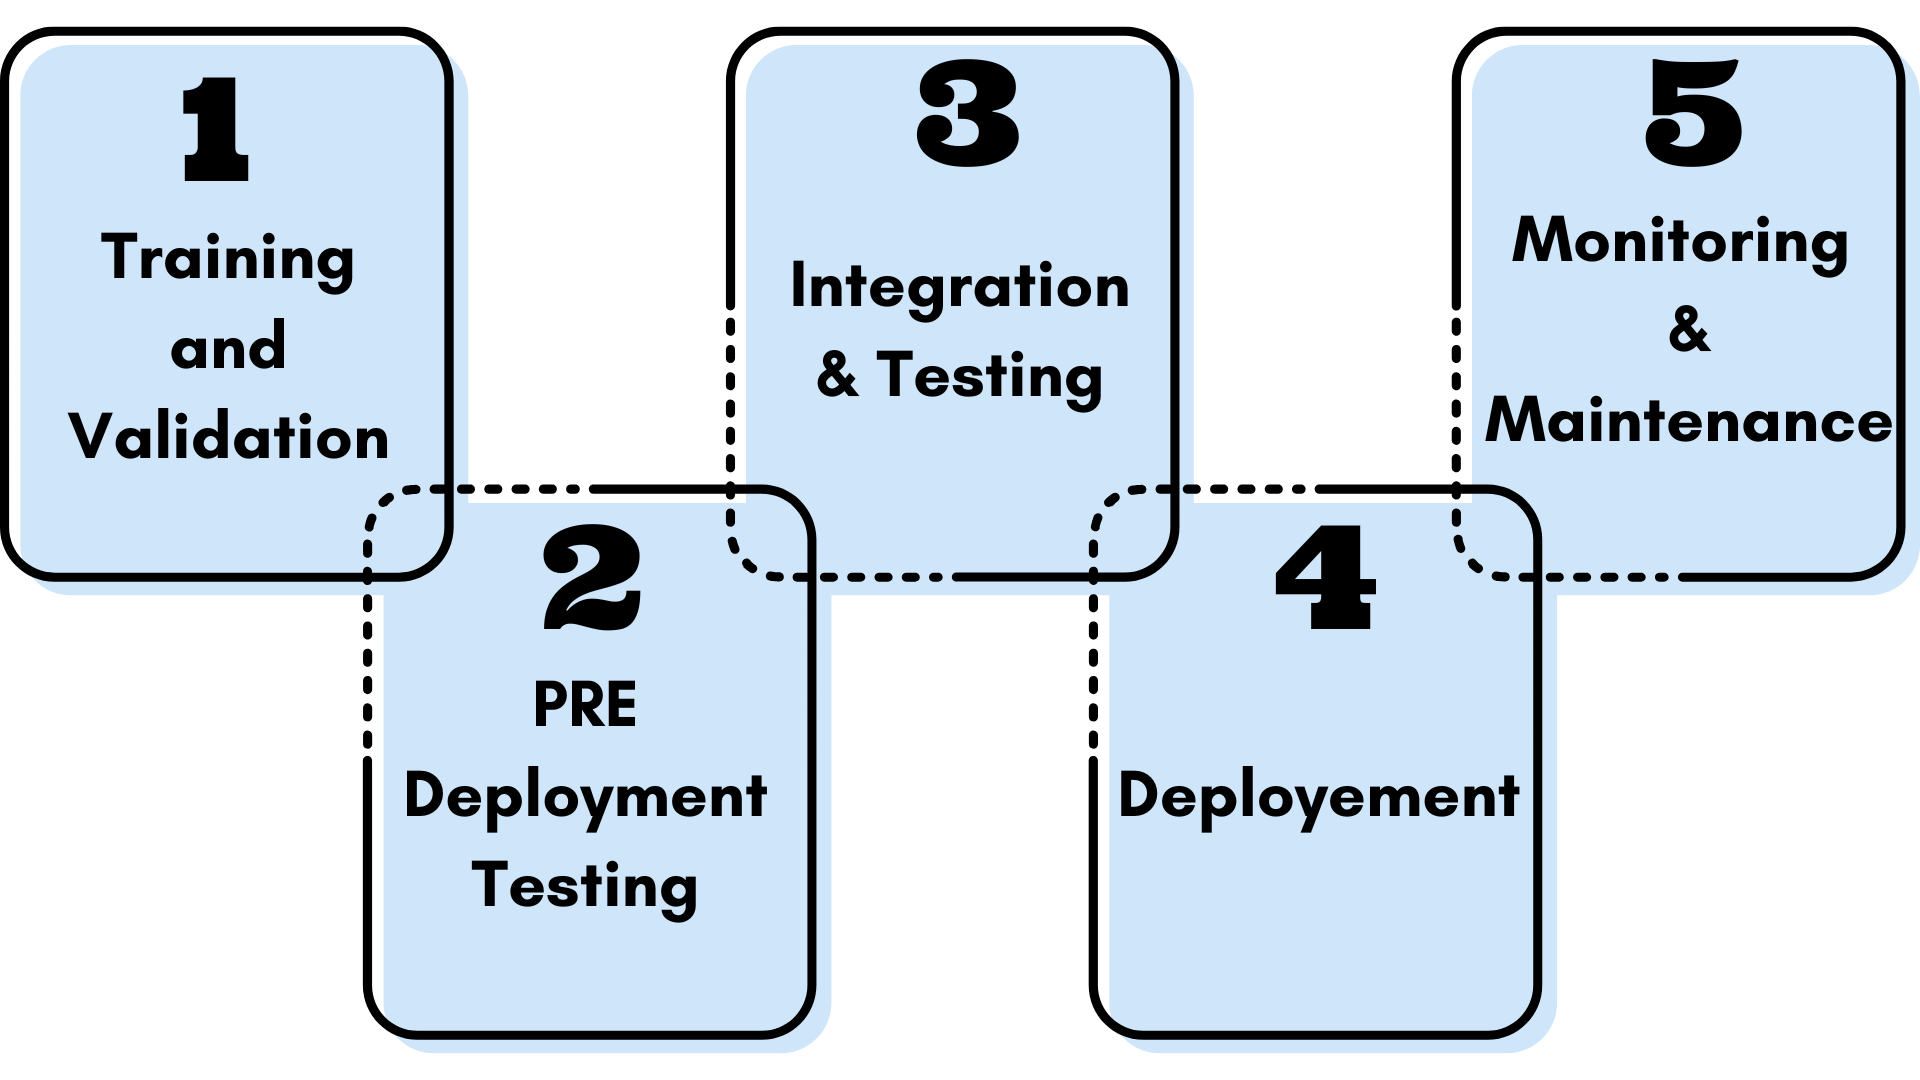 1
Training
and
Validation
2
PRE
Deployment
Testing
3
Integration
& Testing
4
Deployement
5
Monitoring
&
Maintenance